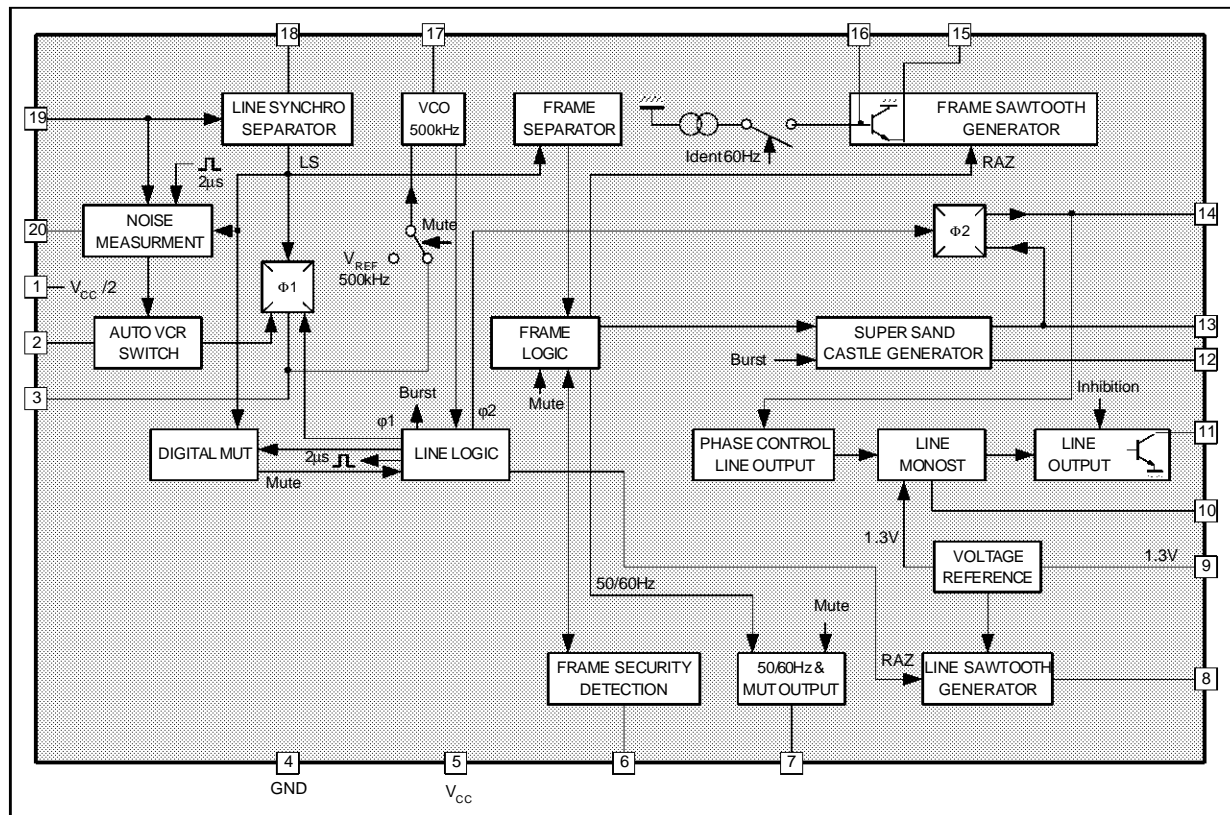 18
17
16
15
19
LINE SYNCHRO
SEPARATOR
VCO
500kHz
FRAME
SEPARATOR
FRAME SAWTOOTH
GENERATOR
Ident 60Hz
LS
RAZ
2µs
20
NOISE
MEASURMENT
Mute
14
Φ2
VREF
500kHz
1
VCC /2
Φ1
2
AUTO VCR
SWITCH
FRAME
LOGIC
SUPER SAND
CASTLE GENERATOR
13
Burst
12
3
Mute
Burst
Inhibition
φ1
φ2
DIGITAL MUT
2µs
LINE LOGIC
Mute
PHASE CONTROL
LINE OUTPUT
LINE
MONOST
LINE
OUTPUT
11
10
1.3V
VOLTAGE
REFERENCE
1.3V
9
50/60Hz
Mute
FRAME SECURITY
DETECTION
50/60Hz &
MUT OUTPUT
RAZ
LINE SAWTOOTH
GENERATOR
8
4
5
6
7
GND
VCC